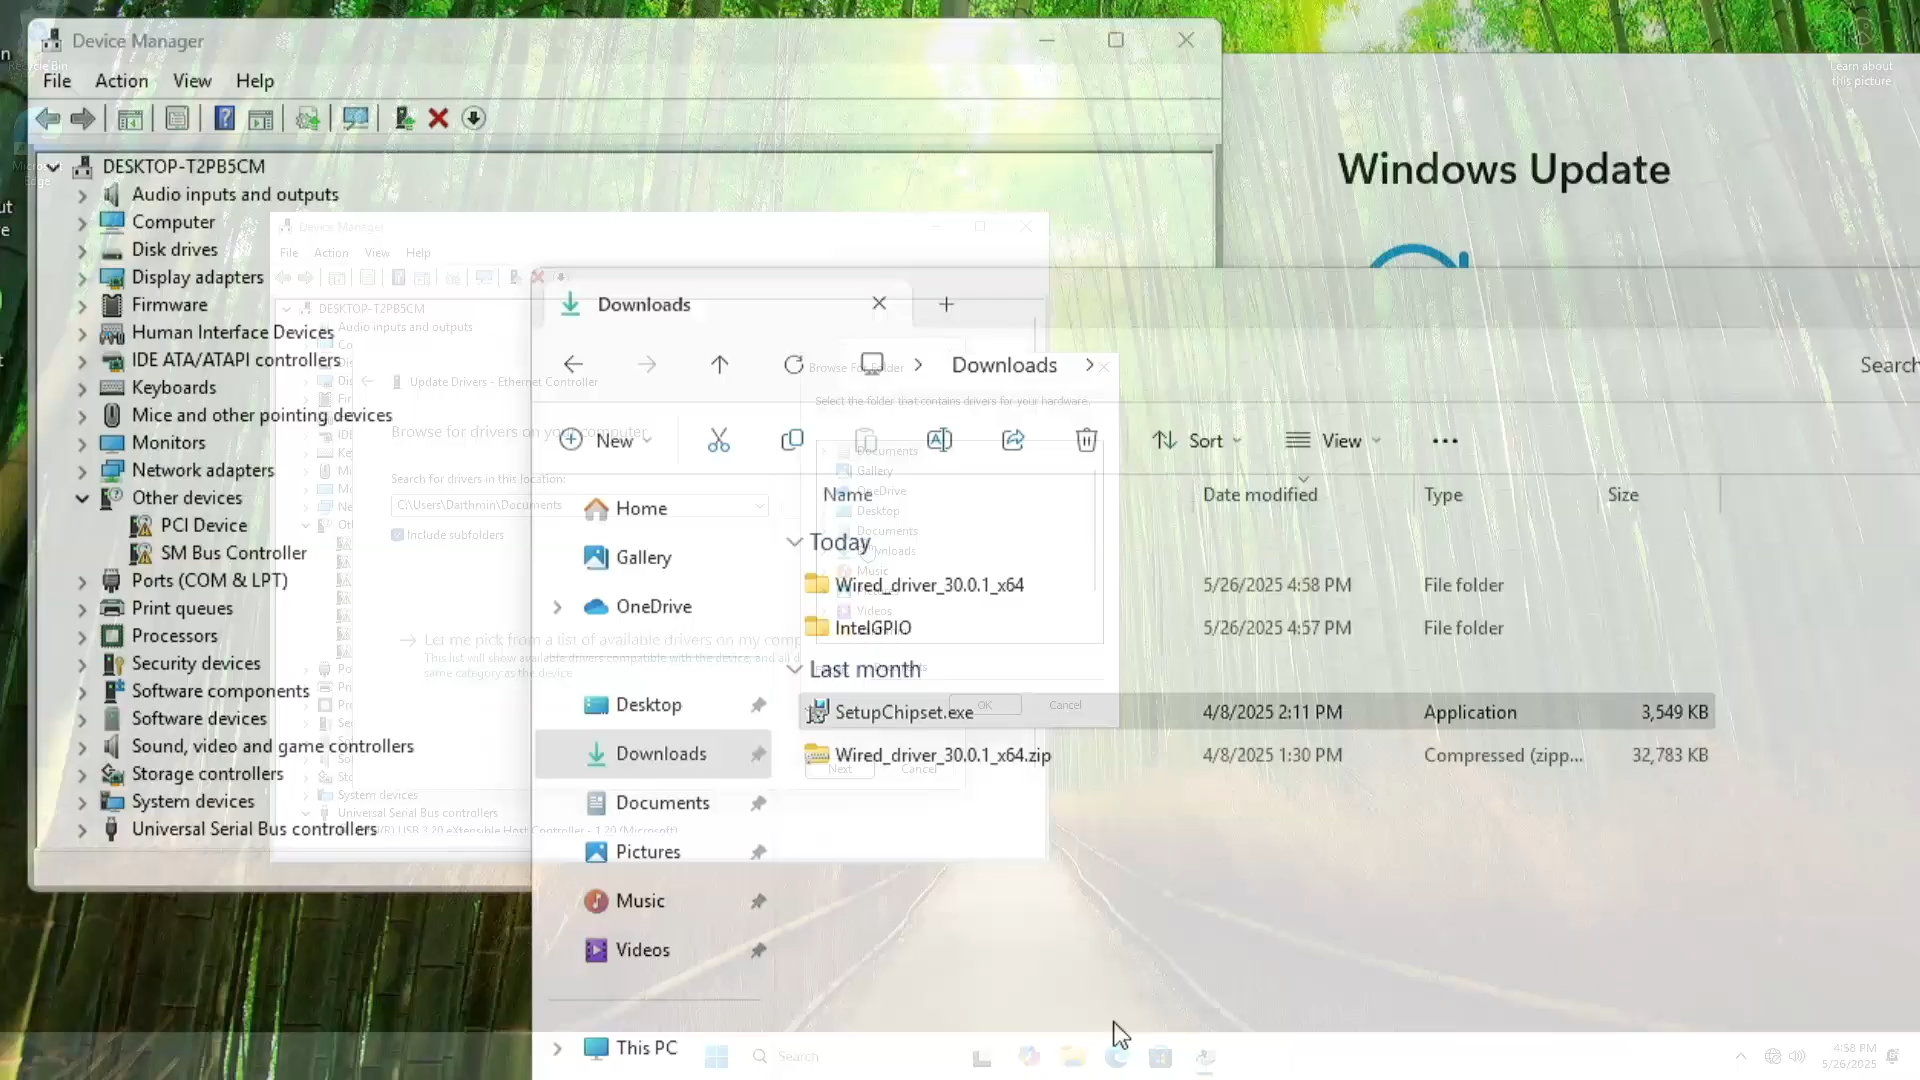 Device Manager
File Action View Help
DESKTOP-T2PB5CM
Audio inputs and outputs
Computer
Disk drives
Display adapters
Firmware
Human Interface Devices
IDE ATA/ATAPI controllers
Keyboards
Mice and other pointing devices
Monitors
Network adapters
Other devices
PCI Device
SM Bus Controller
Ports (COM & LPT)
Print queues
Processors
Security devices
Software components
Software devices
Sound, video and game controllers
Storage controllers
System devices
Universal Serial Bus controllers
Recycle Bin
Edge
Learn about
this picture
Windows Update
Device Manager
File Action View Help
DESKTOP-T2PB5CM
Audio inputs and outputs
Update Drivers - Ethernet Controller
Browse for drivers on your computer
Search for drivers in this location:
C:\Users\Darthmin\Documents
Include subfolders
Let me pick from a list of available drivers on my comp
This list will show available drivers compatible with the device, and all d
same category as the device
Next
Cancel
System devices
Universal Serial Bus controllers
USB 3.20 eXtensible Host Controller - 1.20 (Microsoft)
Browse For Folder
Select the folder that contains drivers for your hardware.
Documents
Gallery
OneDrive
Desktop
Documents
Downloads
Music
Videos
OK
Cancel
Downloads
Downloads
Search
New
Sort
View
Name
Date modified
Type
Size
Home
Gallery
OneDrive
Desktop
Downloads
Documents
Pictures
Music
Videos
This PC
Today
Wired_driver_30.0.1_x64 5/26/2025 4:58 PM File folder
IntelGPIO 5/26/2025 4:57 PM File folder
Last month
SetupChipset.exe 4/8/2025 2:11 PM Application 3,549 KB
Wired_driver_30.0.1_x64.zip 4/8/2025 1:30 PM Compressed (zipp... 32,783 KB
Search
4:58 PM
5/26/2025